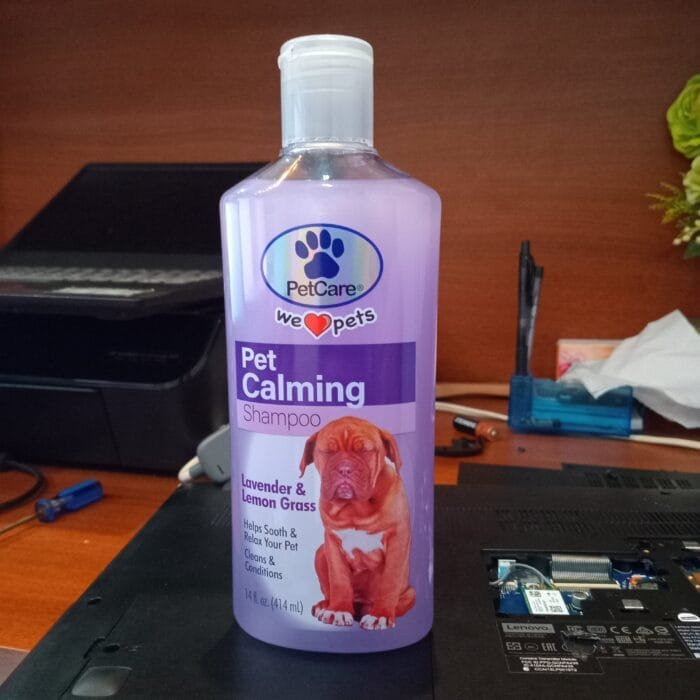 PetCare®
we pets
Pet
Calming
Shampoo
Lavender &
Lemon Grass
Helps Sooth &
Relax Your Pet
Cleans &
Conditions
14 fl. oz. (414 mL)
Lenovo